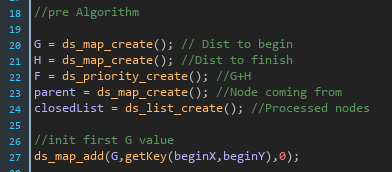 18 //pre Algorithm
19
20 G = ds_map_create(); // Dist to begin
21 H = ds_map_create(); //Dist to finish
22 F = ds_priority_create(); //G+H
23 parent = ds_map_create(); //Node coming from
24 closedList = ds_list_create(); //Processed nodes
25
26 //init first G value
27 ds_map_add(G,getKey(beginX,beginY),0);